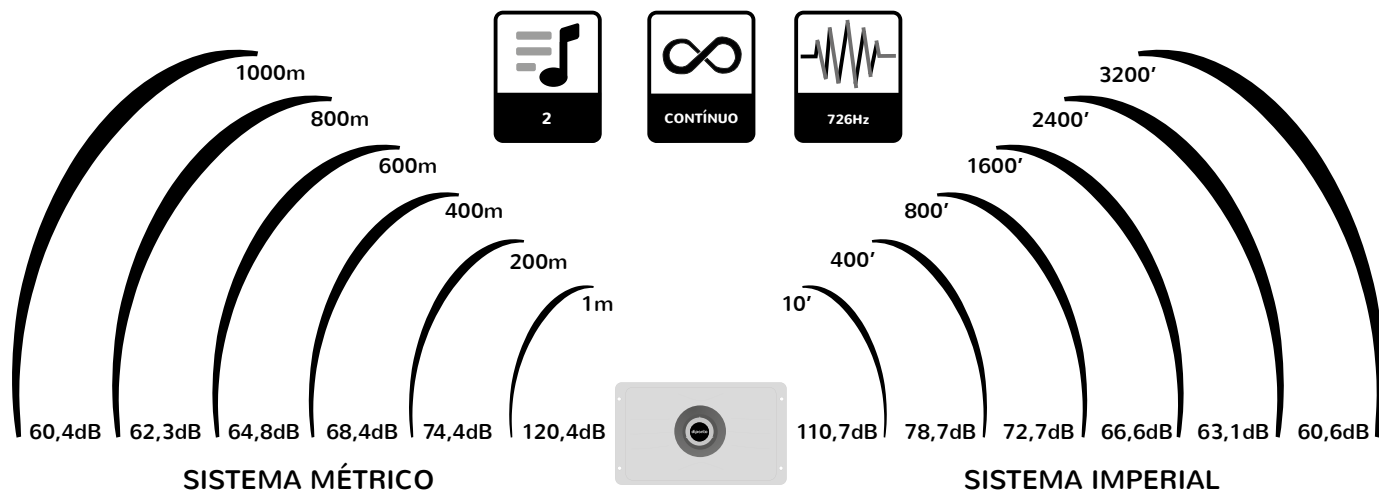 2
CONTÍNUO
726Hz
1000m
800m
600m
400m
200m
1m
60,4dB
62,3dB
64,8dB
68,4dB
74,4dB
120,4dB
SISTEMA MÉTRICO
3200’
2400’
1600’
800’
400’
10’
110,7dB
78,7dB
72,7dB
66,6dB
63,1dB
60,6dB
SISTEMA IMPERIAL